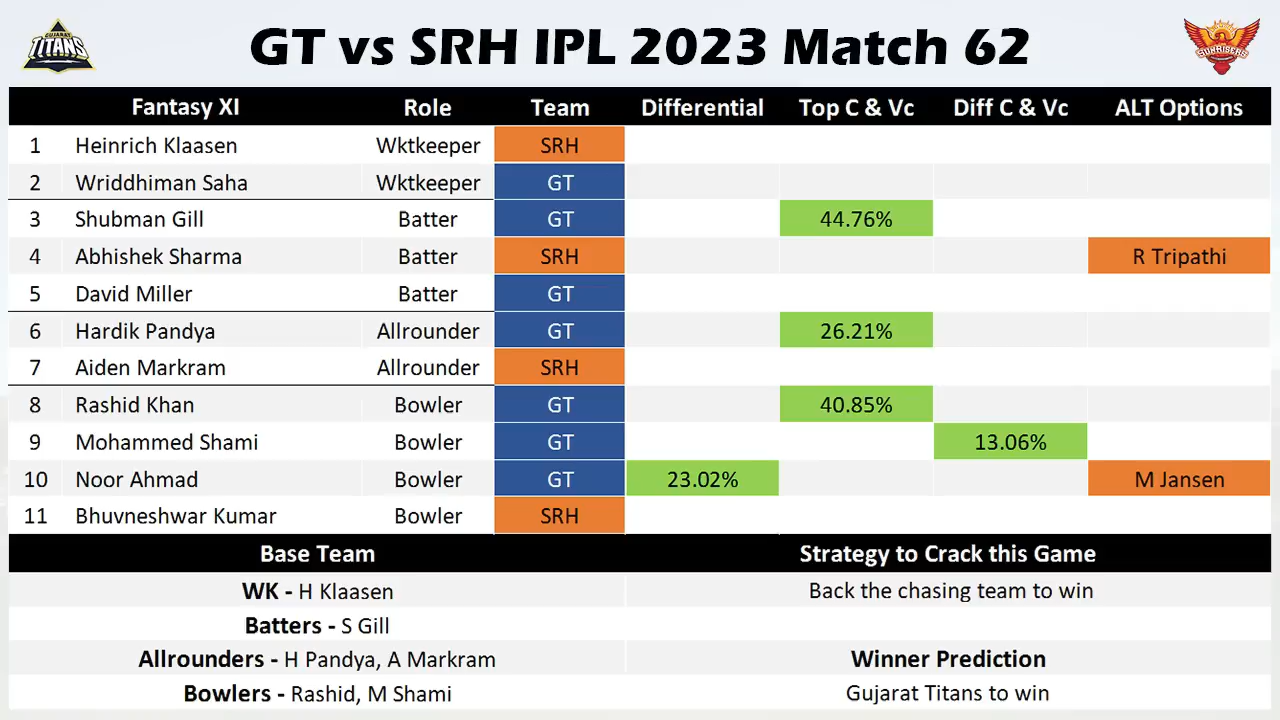 GUJARAT
TITANS
GT vs SRH IPL 2023 Match 62
SUNRISERS
Fantasy XI Role Team Differential Top C & Vc Diff C & Vc ALT Options
1 Heinrich Klaasen Wktkeeper SRH
2 Wriddhiman Saha Wktkeeper GT
3 Shubman Gill Batter GT 44.76%
4 Abhishek Sharma Batter SRH R Tripathi
5 David Miller Batter GT
6 Hardik Pandya Allrounder GT 26.21%
7 Aiden Markram Allrounder SRH
8 Rashid Khan Bowler GT 40.85%
9 Mohammed Shami Bowler GT 13.06%
10 Noor Ahmad Bowler GT 23.02% M Jansen
11 Bhuvneshwar Kumar Bowler SRH
Base Team Strategy to Crack this Game
WK - H Klaasen Back the chasing team to win
Batters - S Gill
Allrounders - H Pandya, A Markram Winner Prediction
Bowlers - Rashid, M Shami Gujarat Titans to win